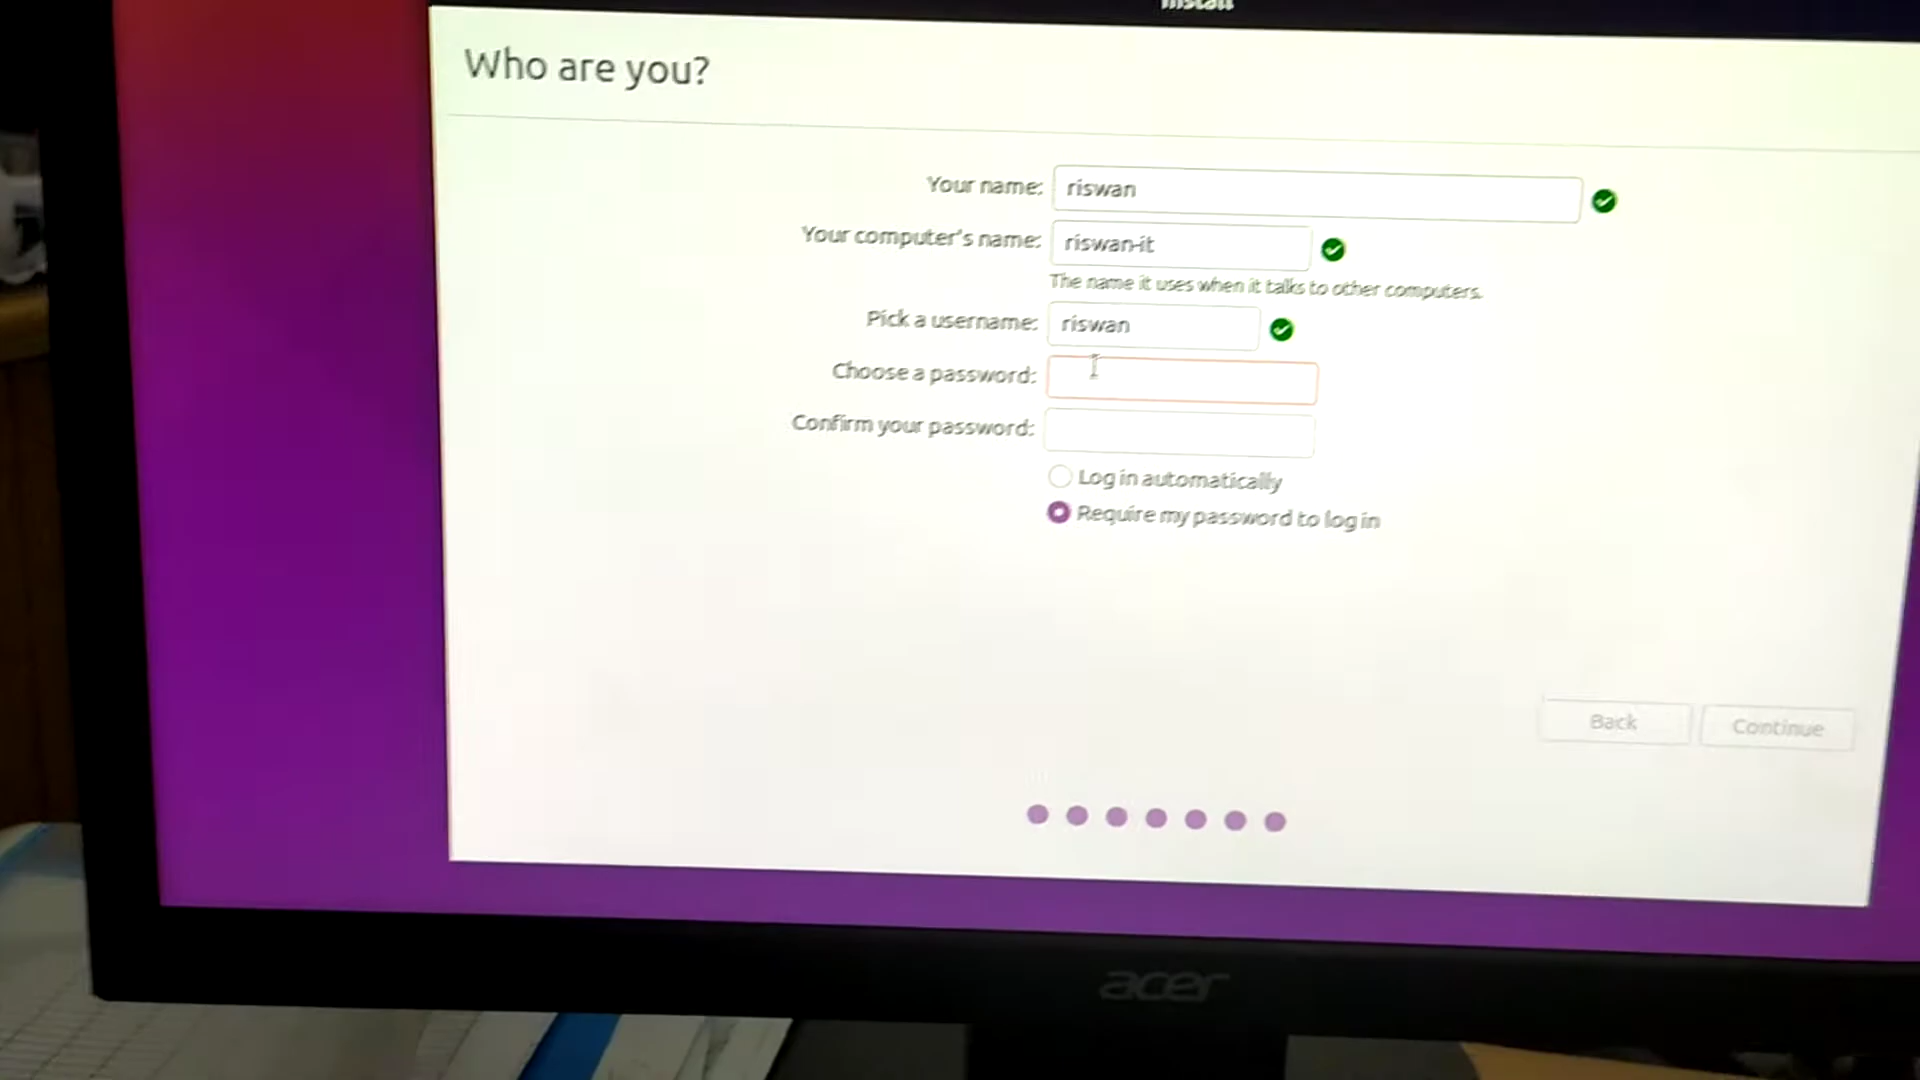 Install
Who are you?
Your name: riswan
Your computer's name: riswan-it
The name it uses when it talks to other computers.
Pick a username: riswan
Choose a password:
Confirm your password:
Log in automatically
Require my password to log in
Back Continue
acer